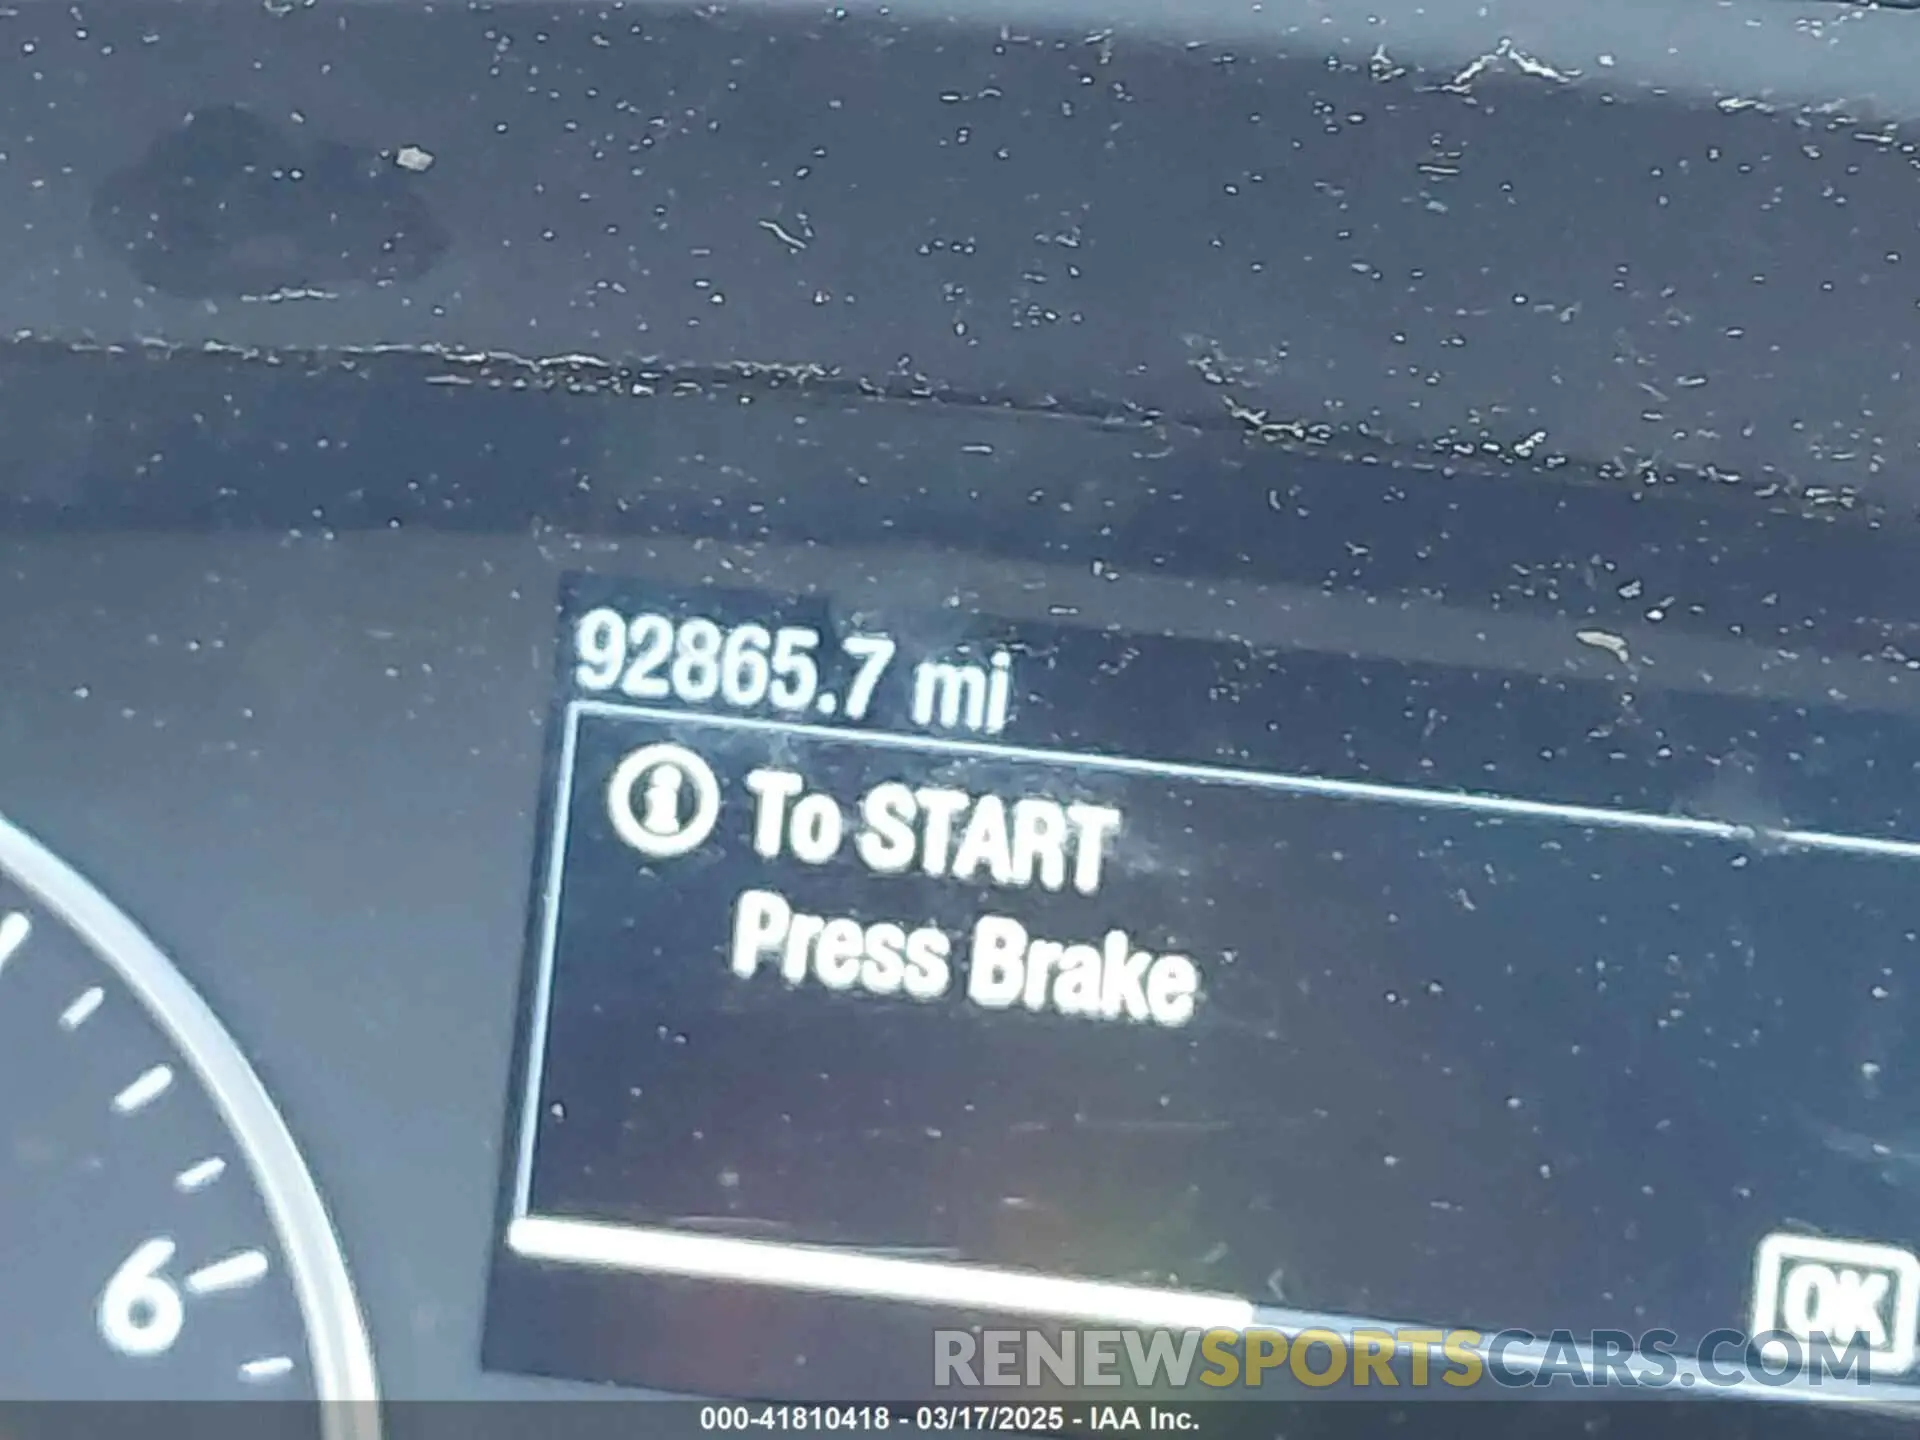 92865.7 mi
i To START
Press Brake
6
OK
RENEWSPORTSCARS.COM
000-41810418 - 03/17/2025 - IAA Inc.